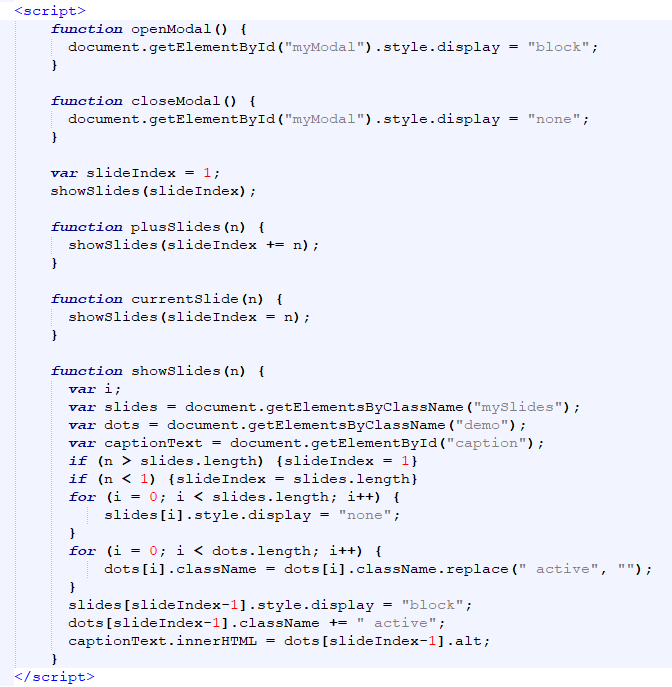 <script>
function openModal() {
document.getElementById("myModal").style.display = "block";
}
function closeModal() {
document.getElementById("myModal").style.display = "none";
}
var slideIndex = 1;
showSlides(slideIndex);
function plusSlides(n) {
showSlides(slideIndex += n);
}
function currentSlide(n) {
showSlides(slideIndex = n);
}
function showSlides(n) {
var i;
var slides = document.getElementsByClassName("mySlides");
var dots = document.getElementsByClassName("demo");
var captionText = document.getElementById("caption");
if (n > slides.length) {slideIndex = 1}
if (n < 1) {slideIndex = slides.length}
for (i = 0; i < slides.length; i++) {
slides[i].style.display = "none";
}
for (i = 0; i < dots.length; i++) {
dots[i].className = dots[i].className.replace(" active", "");
}
slides[slideIndex-1].style.display = "block";
dots[slideIndex-1].className += " active";
captionText.innerHTML = dots[slideIndex-1].alt;
}
</script>